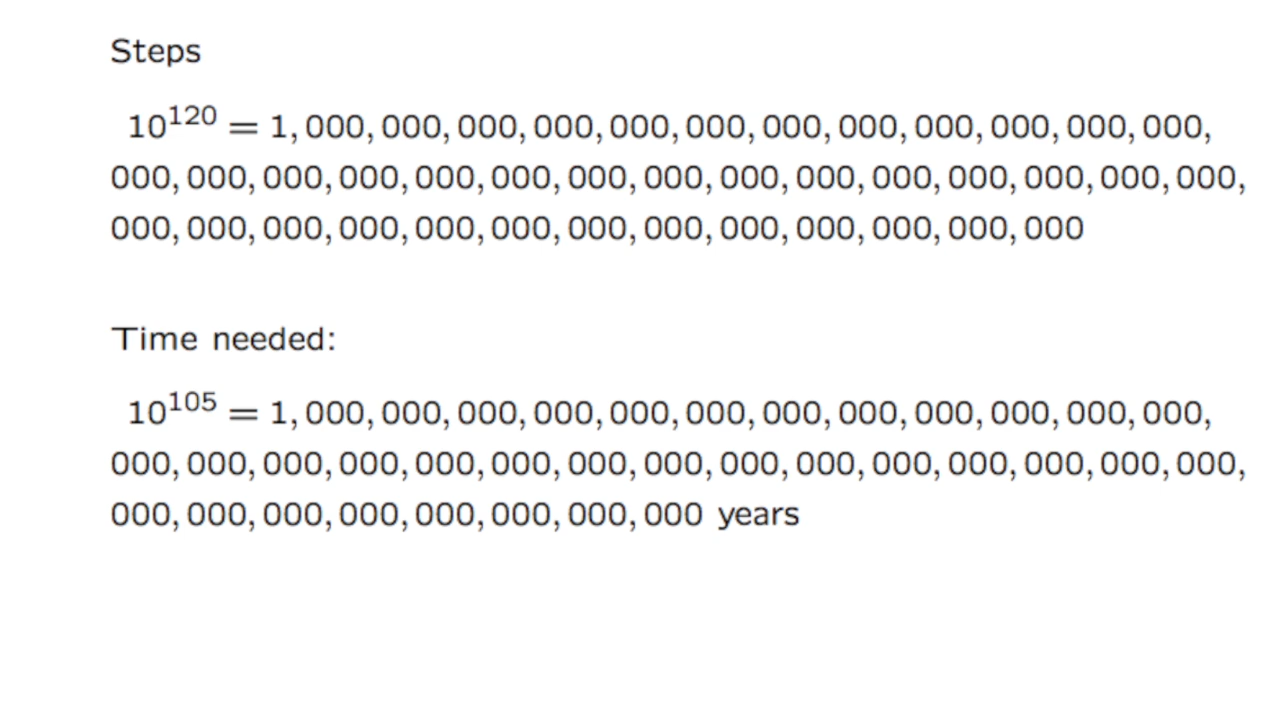 Steps
10^120 = 1, 000, 000, 000, 000, 000, 000, 000, 000, 000, 000, 000, 000,
000, 000, 000, 000, 000, 000, 000, 000, 000, 000, 000, 000, 000, 000, 000,
000, 000, 000, 000, 000, 000, 000, 000, 000, 000, 000, 000, 000
Time needed:
10^105 = 1, 000, 000, 000, 000, 000, 000, 000, 000, 000, 000, 000, 000,
000, 000, 000, 000, 000, 000, 000, 000, 000, 000, 000, 000, 000, 000, 000,
000, 000, 000, 000, 000, 000, 000, 000 years